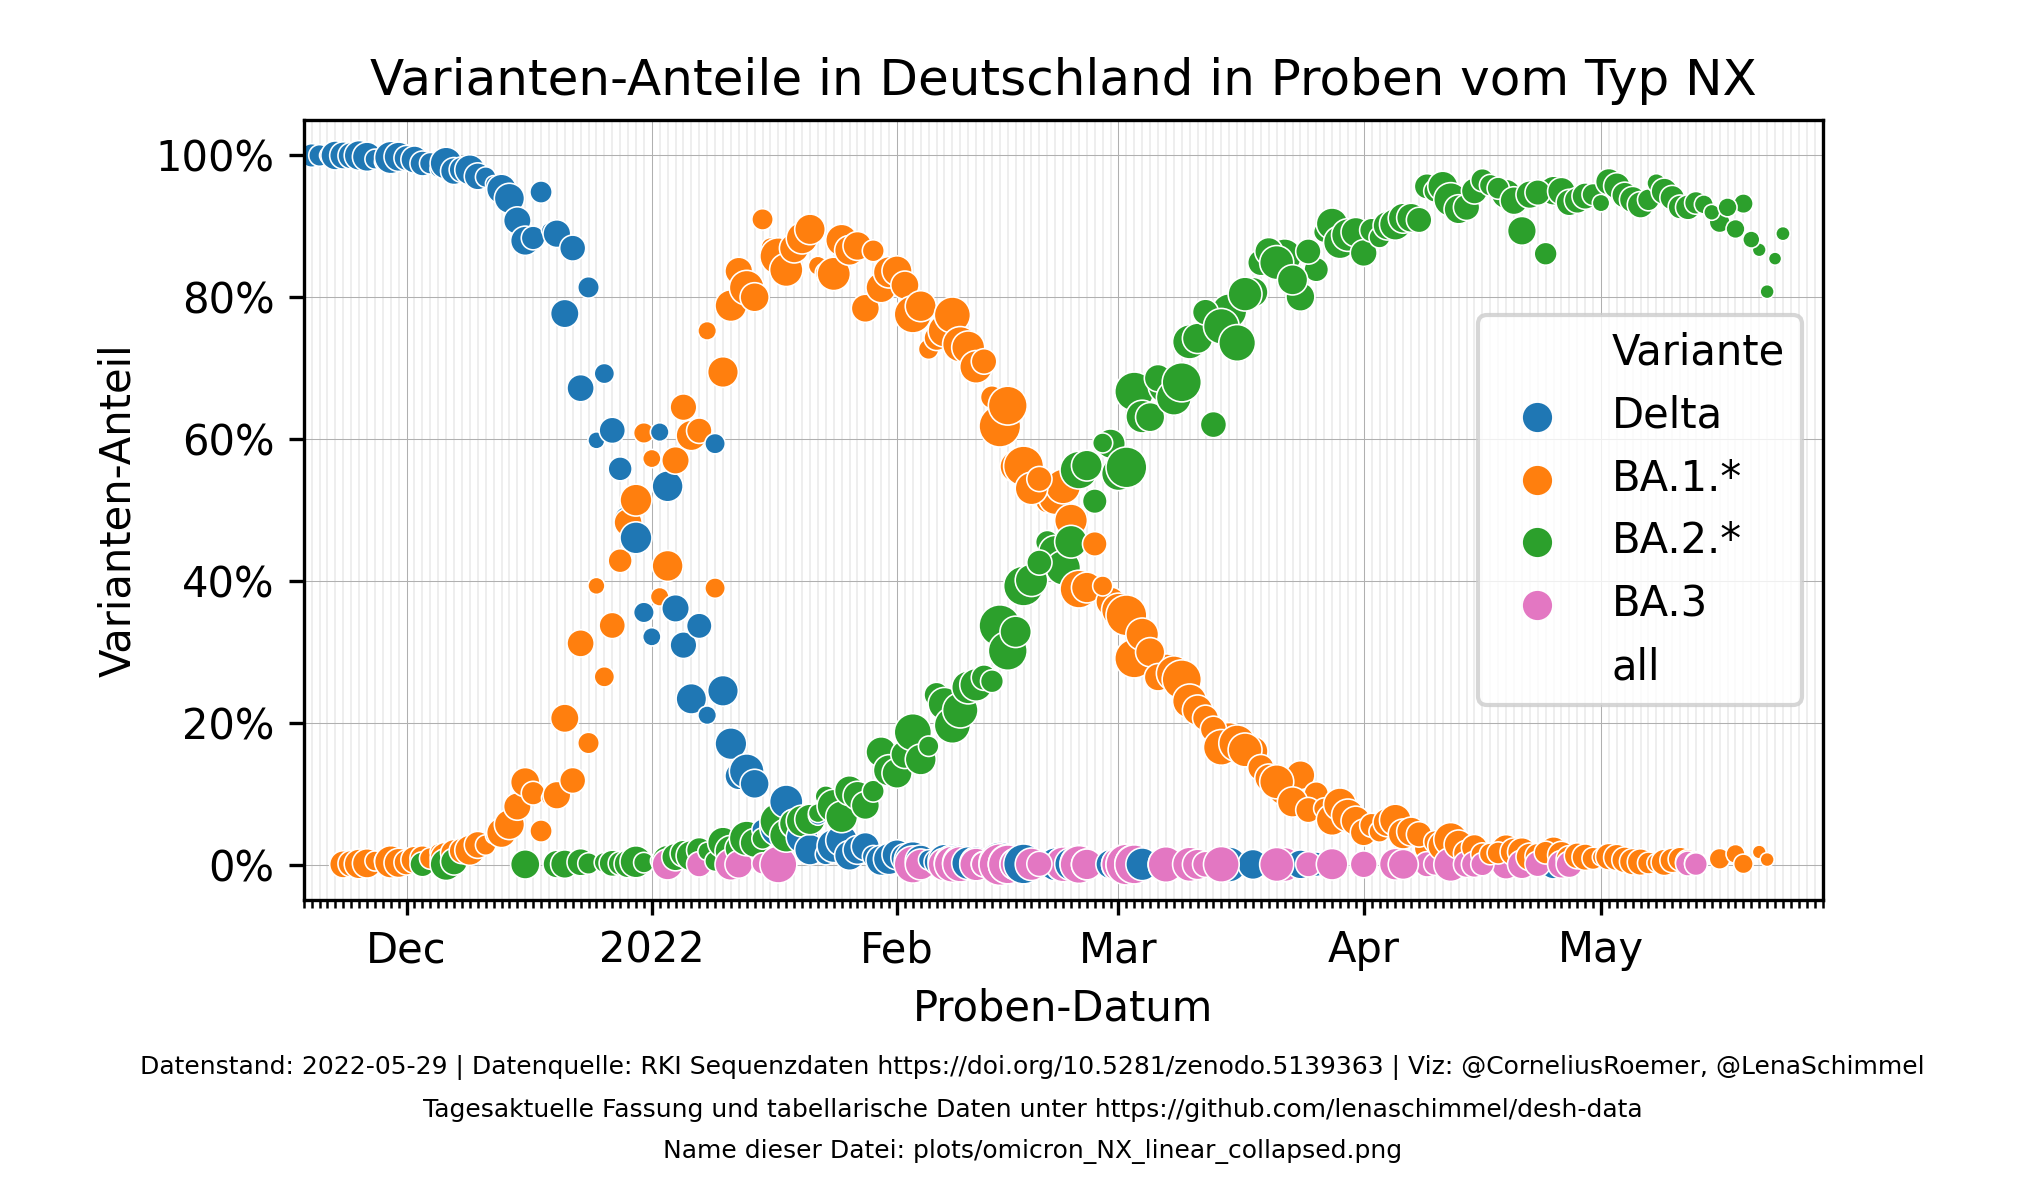 Varianten-Anteile in Deutschland in Proben vom Typ NX
100%
80%
60%
40%
20%
0%
Varianten-Anteil
Variante
Delta
BA.1.*
BA.2.*
BA.3
all
Dec
2022
Feb
Mar
Apr
May
Proben-Datum
Datenstand: 2022-05-29 | Datenquelle: RKI Sequenzdaten https://doi.org/10.5281/zenodo.5139363 | Viz: @CorneliusRoemer, @LenaSchimmel
Tagesaktuelle Fassung und tabellarische Daten unter https://github.com/lenaschimmel/desh-data
Name dieser Datei: plots/omicron_NX_linear_collapsed.png